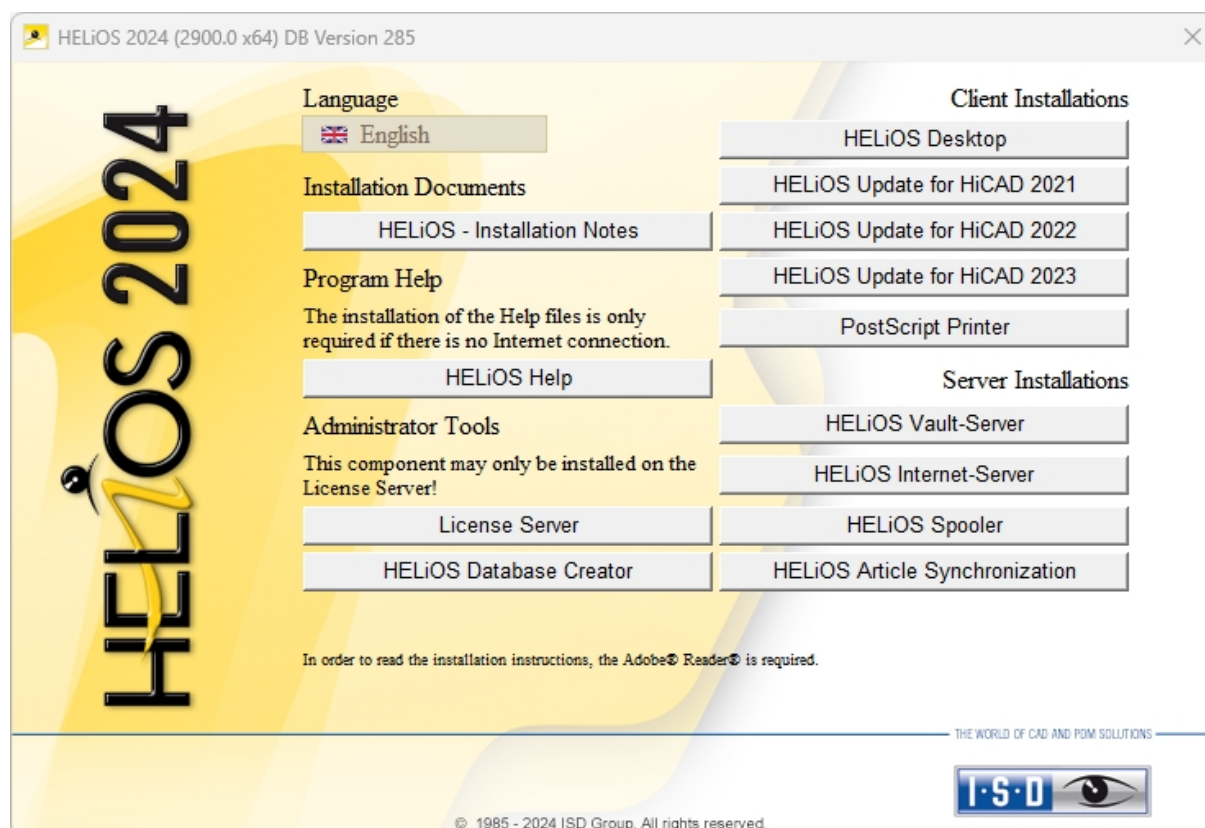 HELiOS 2024 (2900.0 x64) DB Version 285
HELiOS 2024
Language
English
Installation Documents
HELiOS - Installation Notes
Program Help
The installation of the Help files is only
required if there is no Internet connection.
HELiOS Help
Administrator Tools
This component may only be installed on the
License Server!
License Server
HELiOS Database Creator
Client Installations
HELiOS Desktop
HELiOS Update for HiCAD 2021
HELiOS Update for HiCAD 2022
HELiOS Update for HiCAD 2023
PostScript Printer
Server Installations
HELiOS Vault-Server
HELiOS Internet-Server
HELiOS Spooler
HELiOS Article Synchronization
In order to read the installation instructions, the Adobe® Reader® is required.
THE WORLD OF CAD AND PDM SOLUTIONS
I·S·D
© 1985 - 2024 ISD Group. All rights reserved.